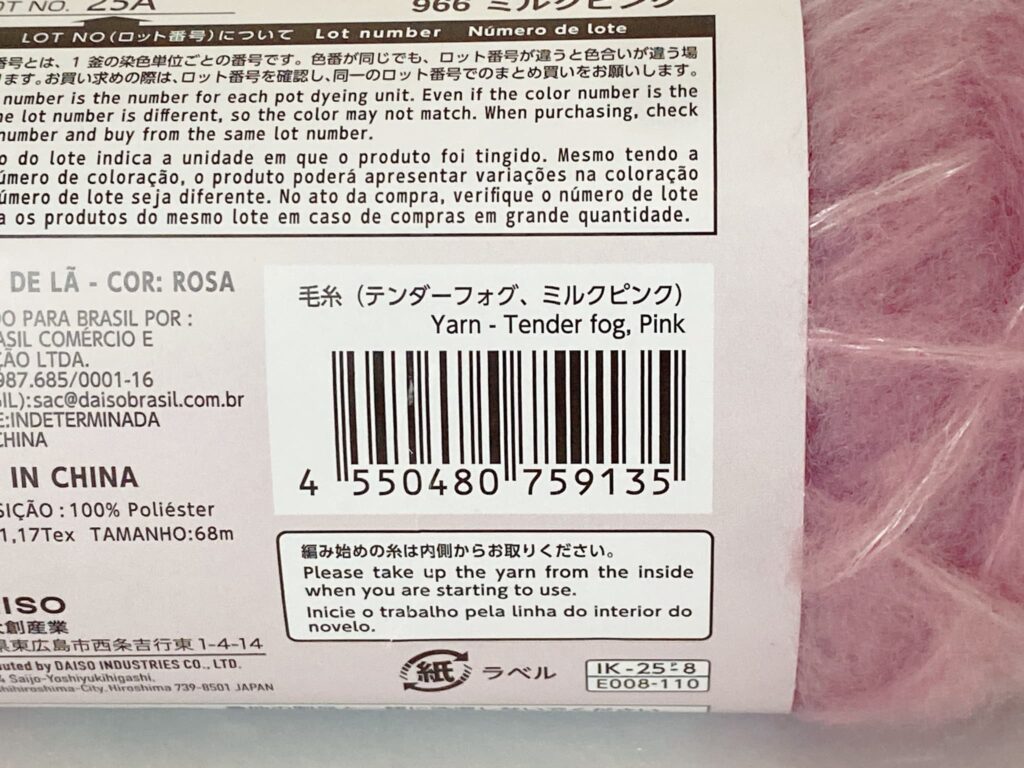 LOT NO. 25A
966 ミルクピンク
LOT NO(ロット番号)について Lot number Número de lote
番号とは、1 釜の染色単位ごとの番号です。色番が同じでも、ロット番号が違うと色合いが違う場
ます。お買い求めの際は、ロット番号を確認し、同一のロット番号でのまとめ買いをお願いします。
number is the number for each pot dyeing unit. Even if the color number is the
lot number is different, so the color may not match. When purchasing, check
number and buy from the same lot number.
do lote indica a unidade em que o produto foi tingido. Mesmo tendo a
úmero de coloração, o produto poderá apresentar variações na coloração
úmero de lote seja diferente. No ato da compra, verifique o número de lote
a os produtos do mesmo lote em caso de compras em grande quantidade.
DE LÃ - COR: ROSA
DO PARA BRASIL POR :
ASIL COMÉRCIO E
ÇÃO LTDA.
987.685/0001-16
SIL):sac@daisobrasil.com.br
E:INDETERMINADA
CHINA
IN CHINA
SIÇÃO : 100% Poliéster
1,17Tex TAMANHO:68m
毛糸(テンダーフォグ、ミルクピンク)
Yarn - Tender fog, Pink
4 550480 759135
編み始めの糸は内側からお取りください。
Please take up the yarn from the inside
when you are starting to use.
Inicie o trabalho pela linha do interior do
novelo.
AISO
大創産業
県東広島市西条吉行東1-4-14
buted by DAISO INDUSTRIES CO., LTD.
Saijo-Yoshiyukihigashi,
shihiroshima-City, Hiroshima 739-8501 JAPAN
紙 ラベル
E008-110